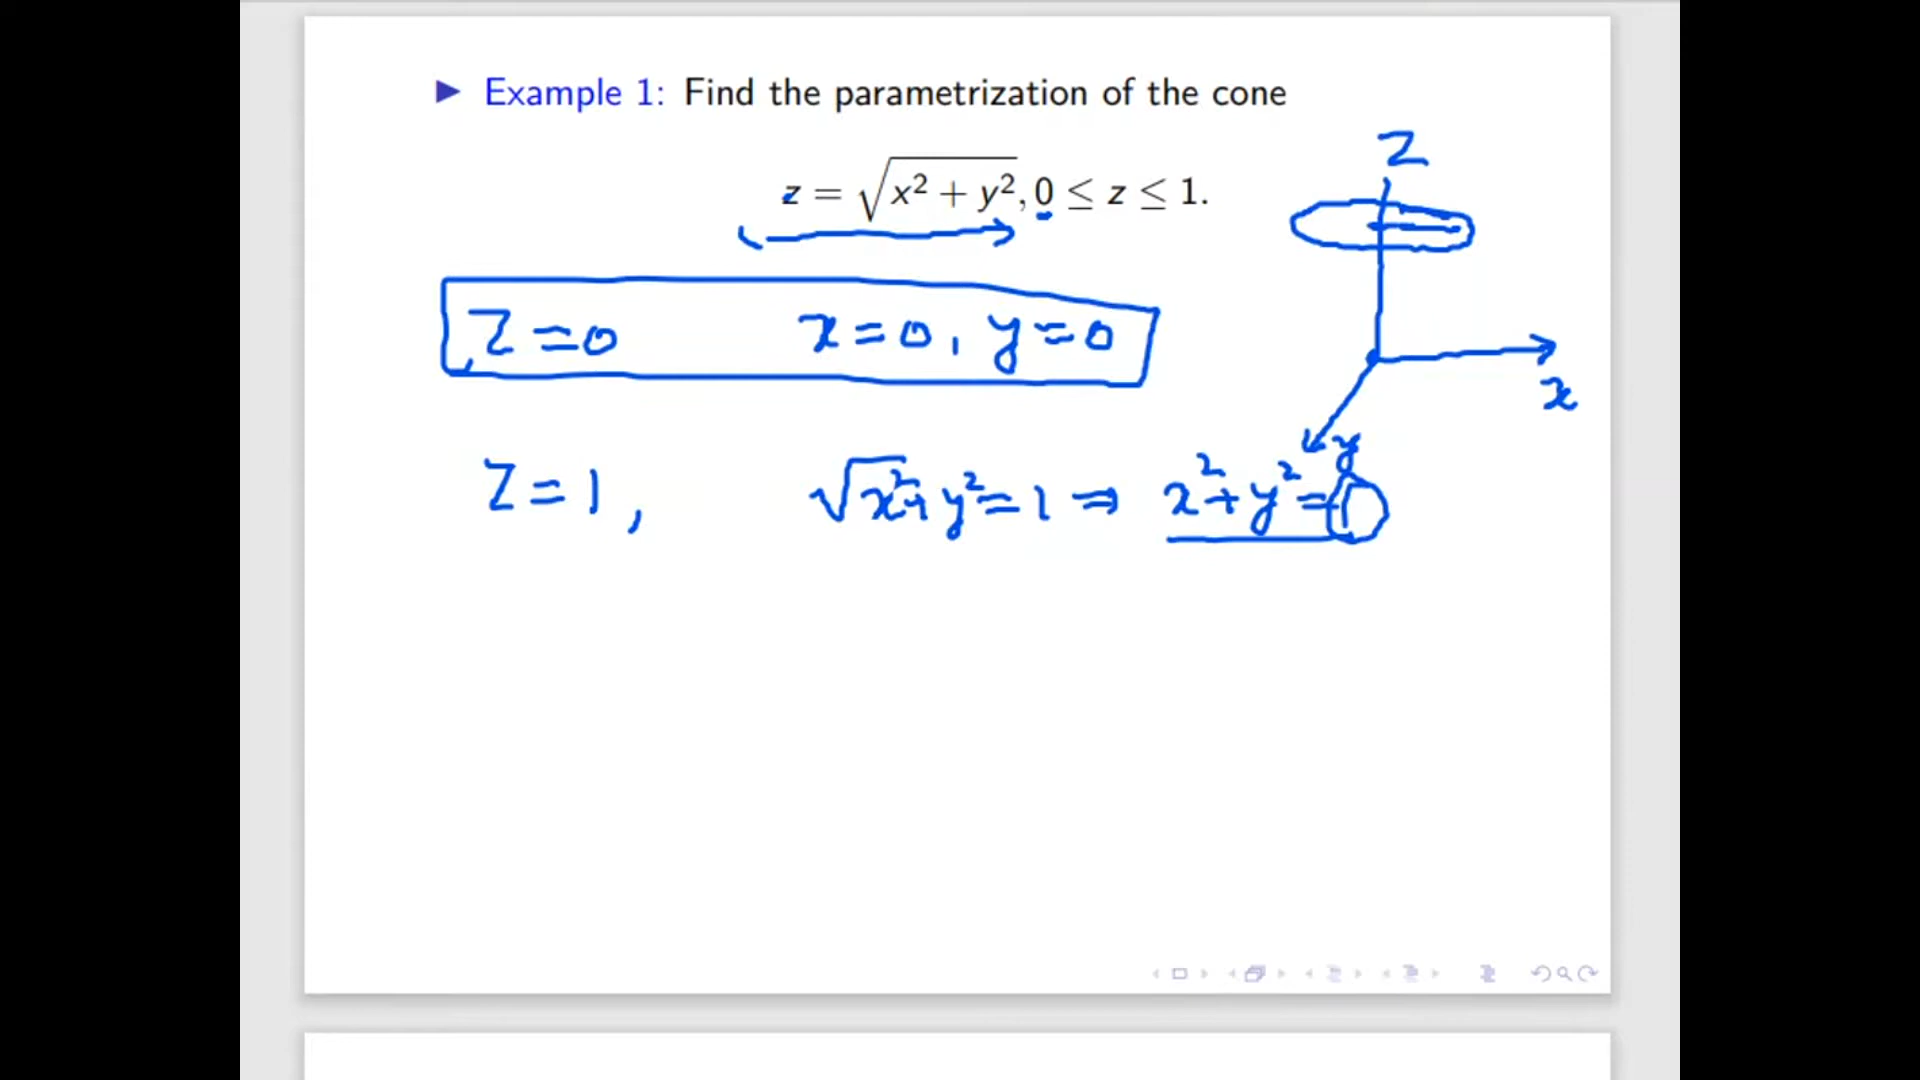 ▶ Example 1: Find the parametrization of the cone
z = √x² + y², 0 ≤ z ≤ 1.
Z
Z = 0 x = 0, y = 0
x
y
Z = 1, √x² + y² = 1 ⇒ x² + y² = 1